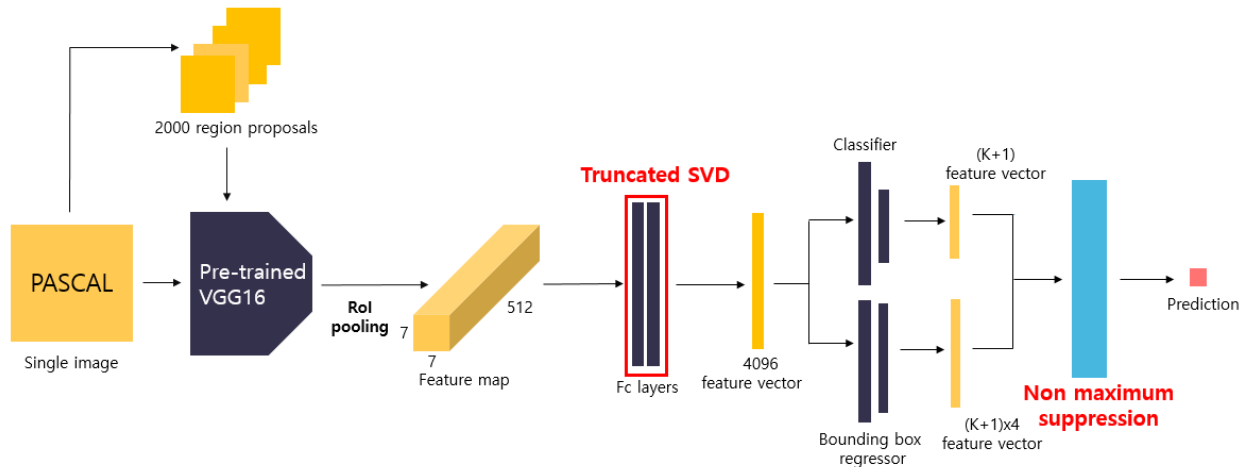 2000 region proposals
PASCAL
Single image
Pre-trained
VGG16
RoI
pooling
7
7
512
Feature map
Truncated SVD
Fc layers
4096
feature vector
Classifier
Bounding box
regressor
(K+1)
feature vector
(K+1)x4
feature vector
Non maximum
suppression
Prediction